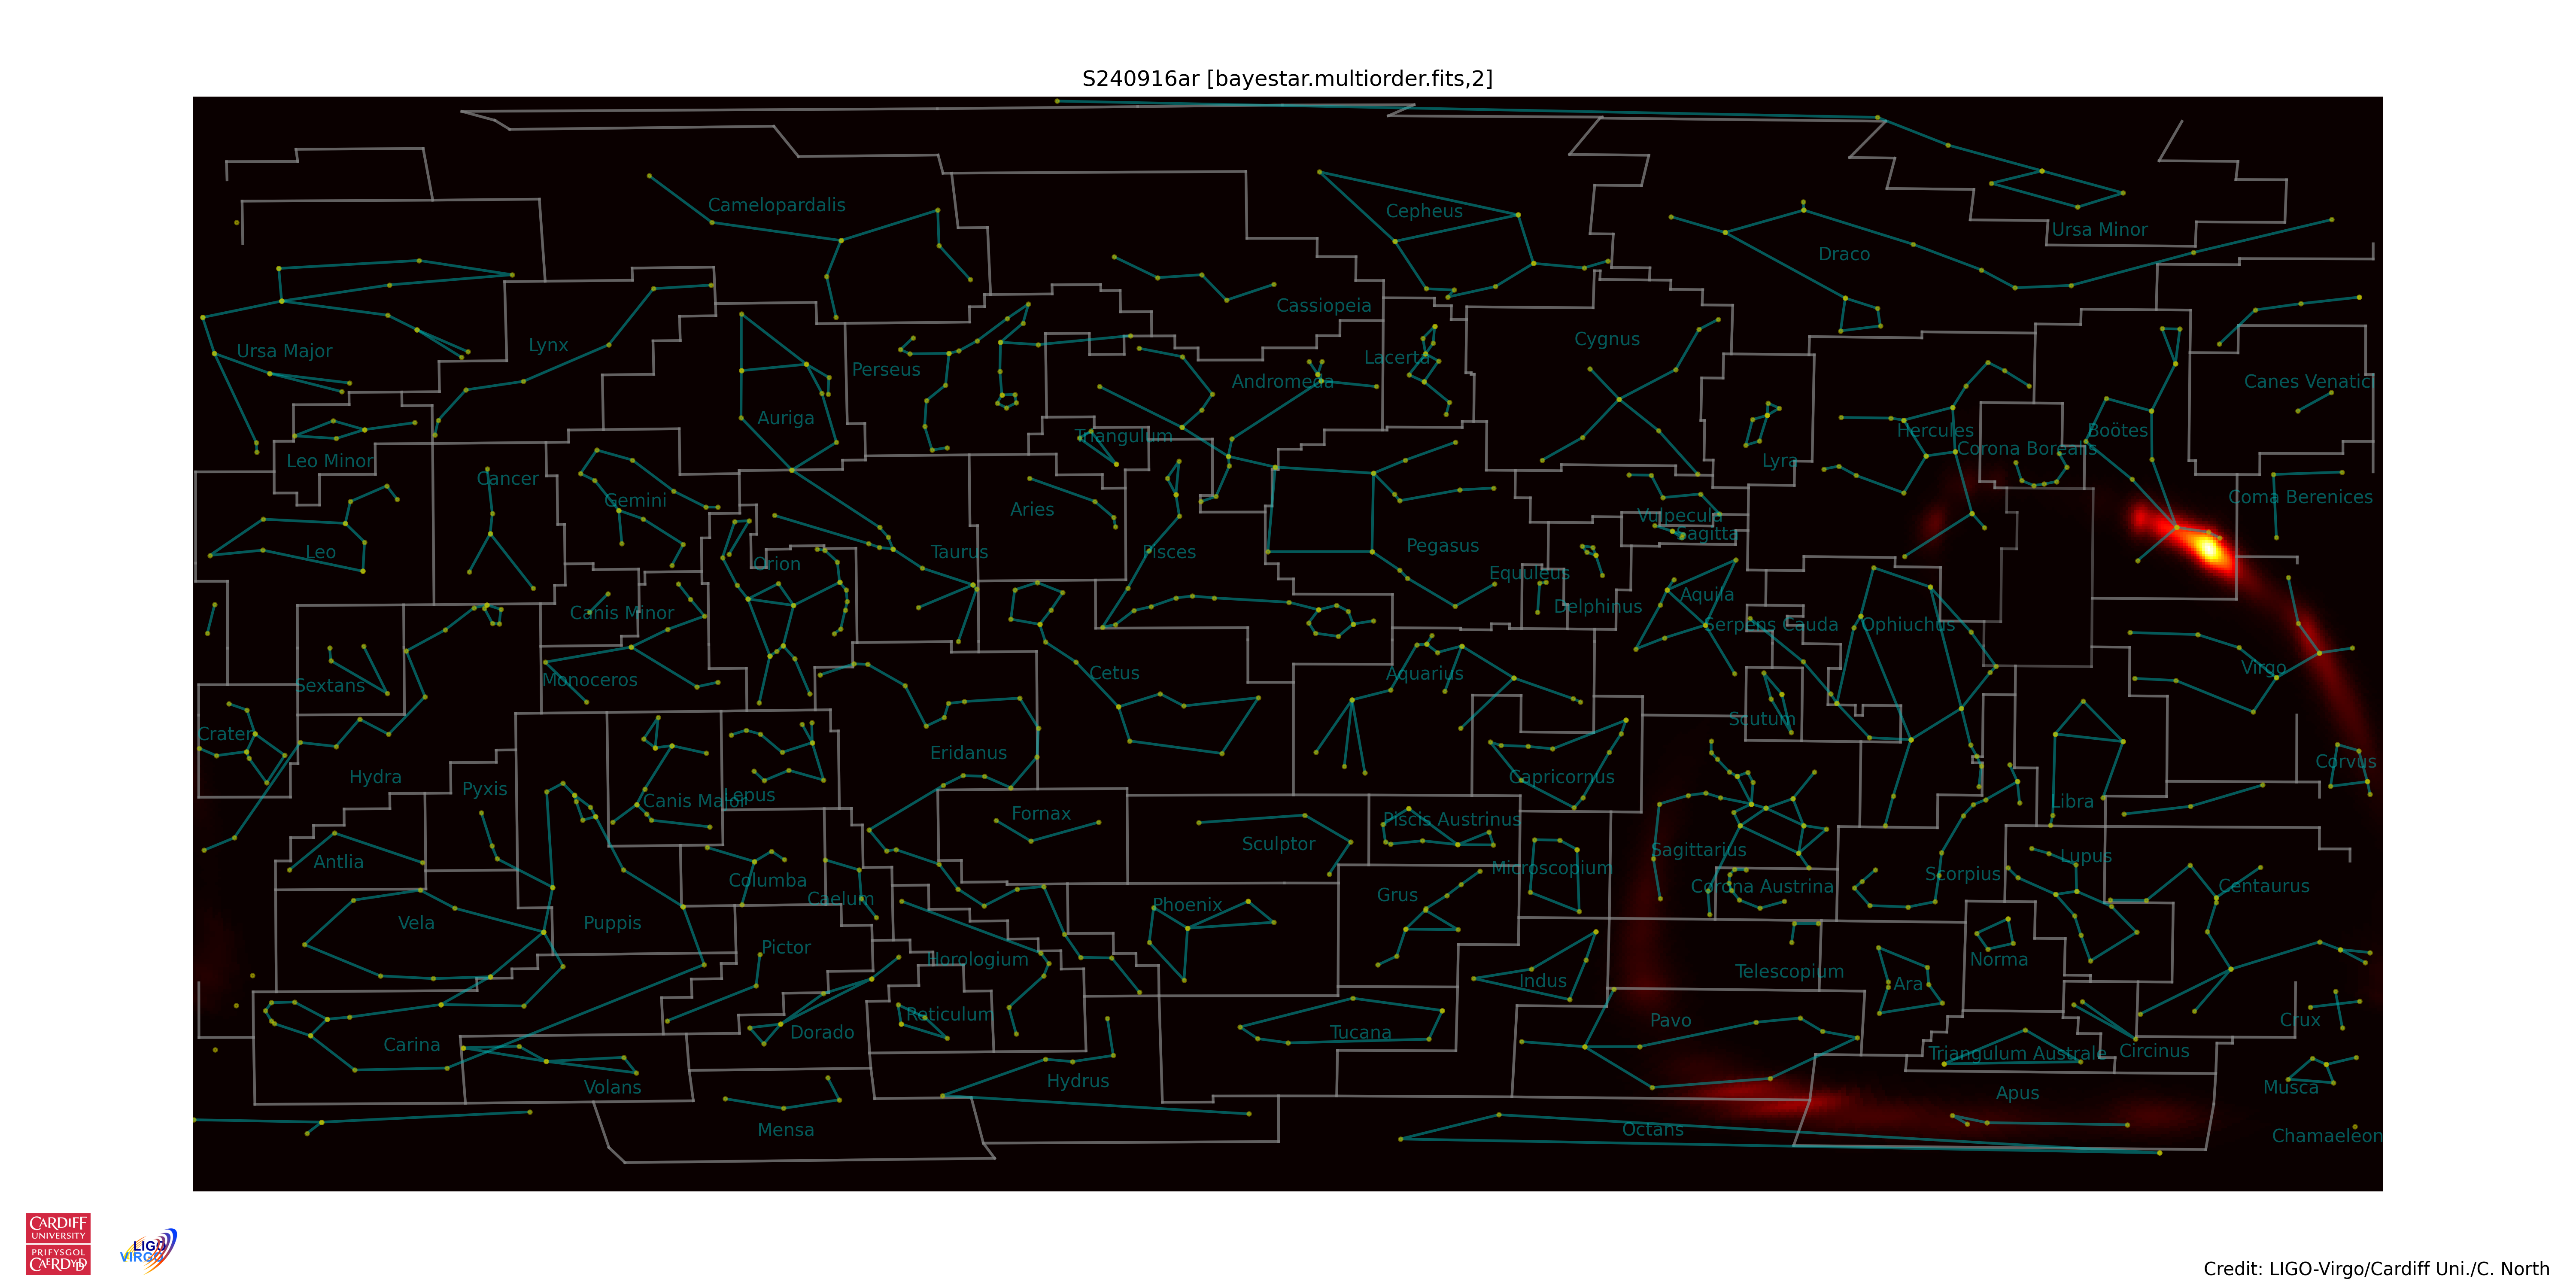 S240916ar [bayestar.multiorder.fits,2]
Camelopardalis
Cepheus
Ursa Minor
Draco
Cassiopeia
Ursa Major
Lynx
Perseus
Lacerta
Cygnus
Andromeda
Canes Venatici
Auriga
Triangulum
Hercules
Boötes
Corona Borealis
Leo Minor
Lyra
Cancer
Gemini
Aries
Coma Berenices
Vulpecula
Sagitta
Leo
Orion
Taurus
Pisces
Pegasus
Equuleus
Delphinus
Aquila
Canis Minor
Serpens Cauda
Ophiuchus
Sextans
Monoceros
Cetus
Aquarius
Virgo
Crater
Scutum
Eridanus
Hydra
Pyxis
Capricornus
Corvus
Canis Major
Lepus
Fornax
Piscis Austrinus
Libra
Antlia
Sculptor
Sagittarius
Lupus
Columba
Caelum
Microscopium
Corona Austrina
Scorpius
Centaurus
Vela
Puppis
Phoenix
Grus
Pictor
Horologium
Indus
Telescopium
Ara
Norma
Reticulum
Pavo
Crux
Carina
Dorado
Tucana
Triangulum Australe
Circinus
Volans
Hydrus
Apus
Musca
Mensa
Octans
Chamaeleon
CARDIFF
UNIVERSITY
PRIFYSGOL
CAERDYDD
LIGO
VIRGO
Credit: LIGO-Virgo/Cardiff Uni./C. North